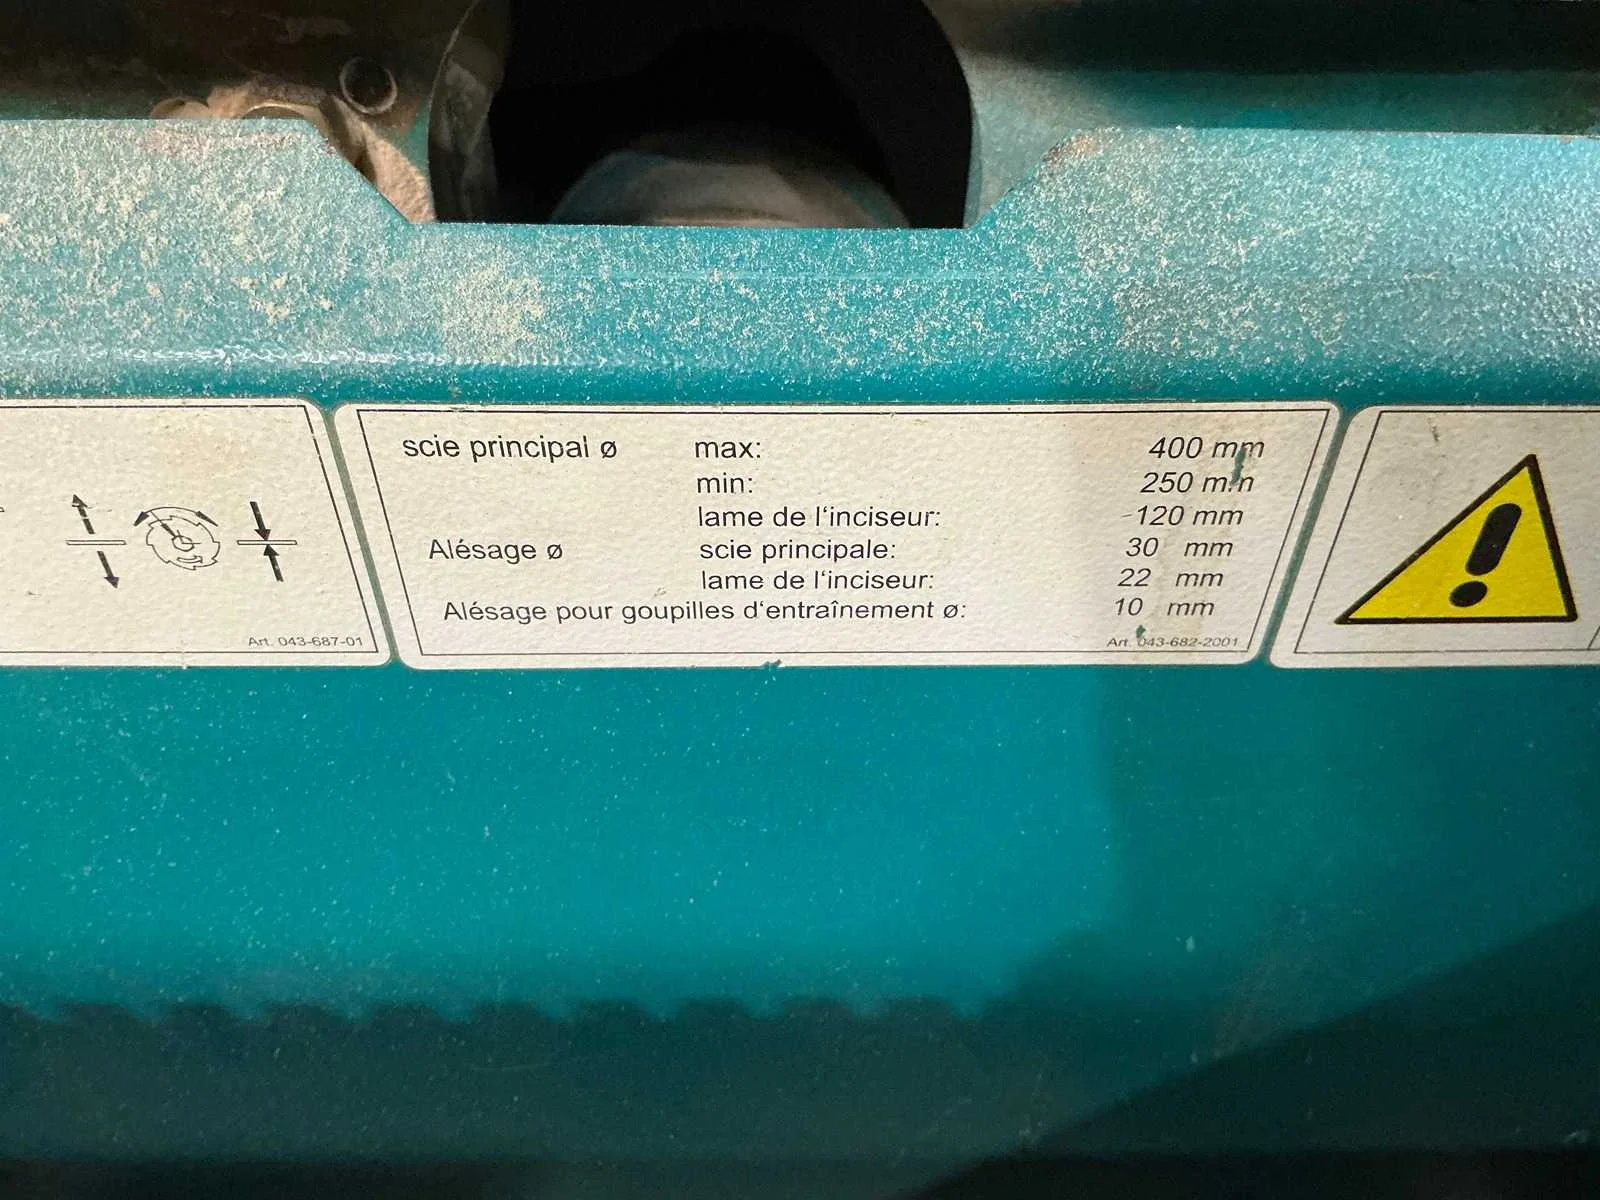 scie principal ø max: 400 mm
min: 250 mm
lame de l'inciseur: 120 mm
Alésage ø scie principale: 30 mm
lame de l'inciseur: 22 mm
Alésage pour goupilles d'entraînement ø: 10 mm
Art. 043-687-01
Art. 043-682-2001